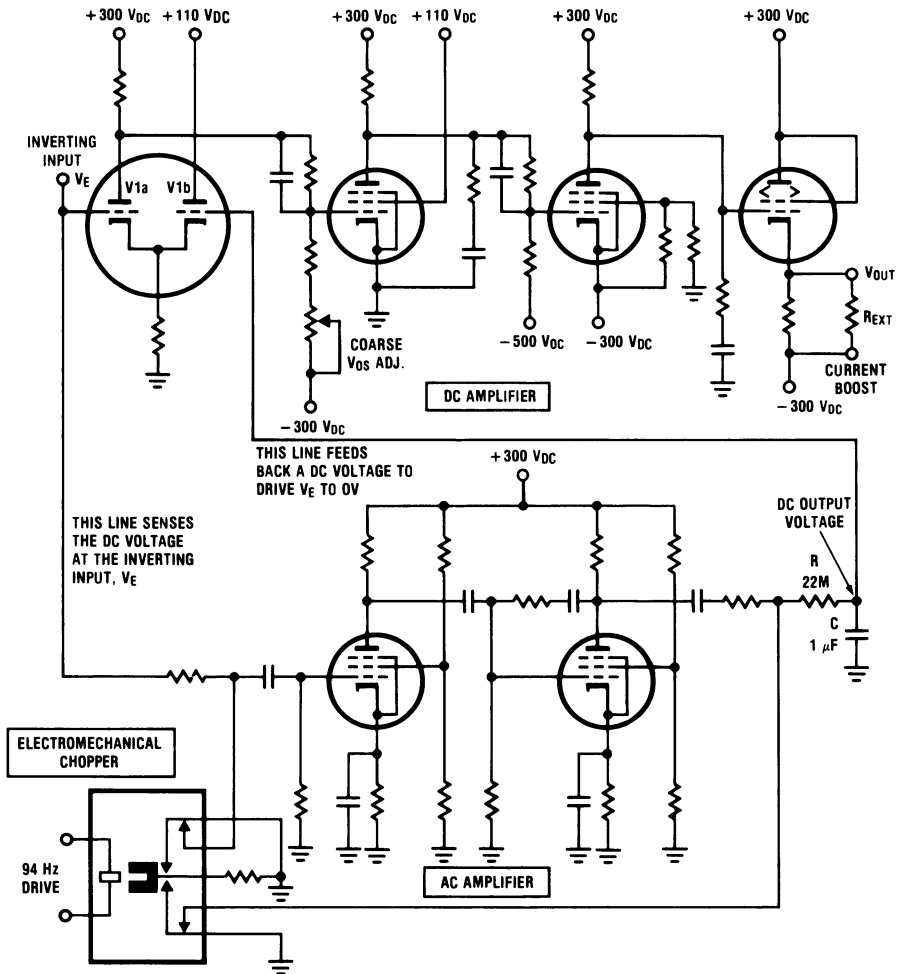 +300 VDC
+110 VDC
+300 VDC
+110 VDC
+300 VDC
+300 VDC
INVERTING
INPUT
VE
V1a
V1b
COARSE
VOS ADJ.
−300 VDC
−500 VDC
−300 VDC
VOUT
REXT
CURRENT
BOOST
−300 VDC
DC AMPLIFIER
THIS LINE FEEDS
BACK A DC VOLTAGE TO
DRIVE VE TO 0V
+300 VDC
THIS LINE SENSES
THE DC VOLTAGE
AT THE INVERTING
INPUT, VE
DC OUTPUT
VOLTAGE
R
22M
C
1 μF
ELECTROMECHANICAL
CHOPPER
94 Hz
DRIVE
AC AMPLIFIER